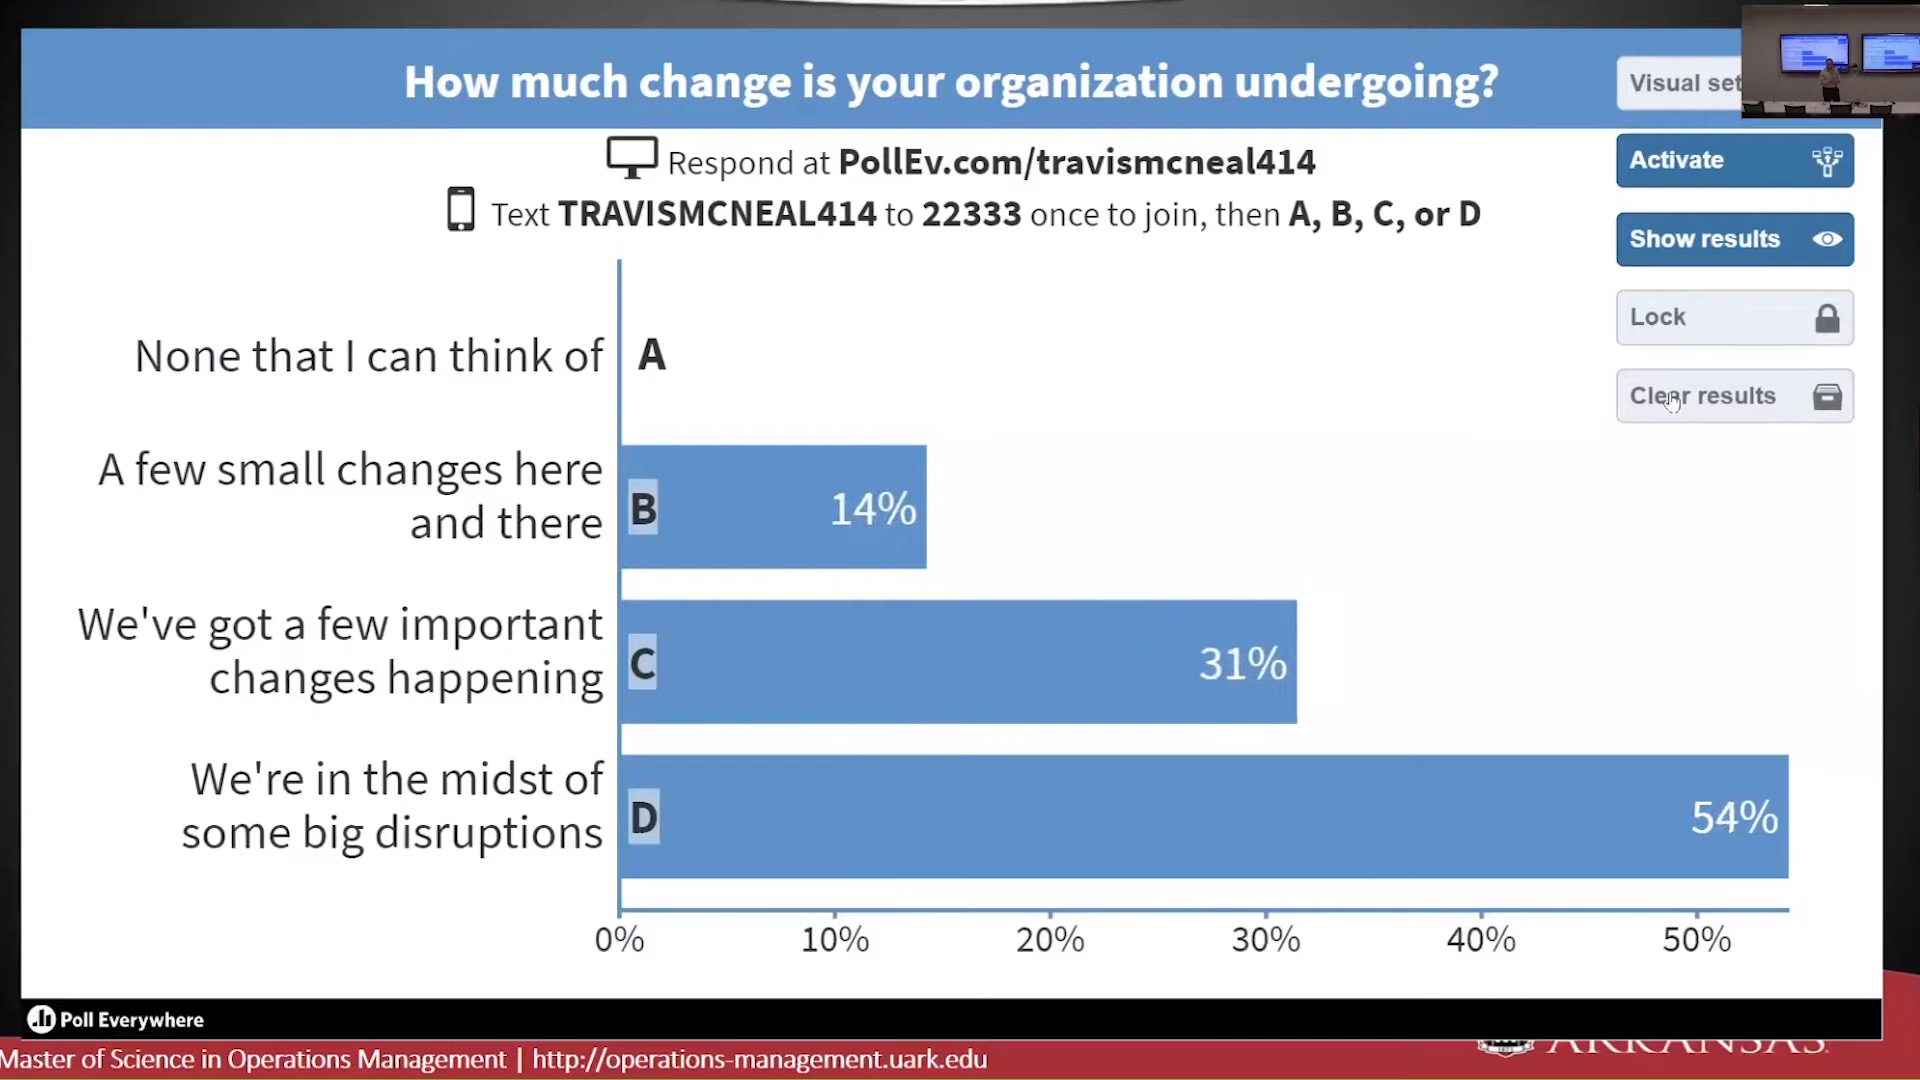 How much change is your organization undergoing?
Visual set
Respond at PollEv.com/travismcneal414
Activate
Text TRAVISMCNEAL414 to 22333 once to join, then A, B, C, or D
Show results
Lock
None that I can think of
A
Clear results
A few small changes here
and there
B
14%
We've got a few important
changes happening
C
31%
We're in the midst of
some big disruptions
D
54%
0%
10%
20%
30%
40%
50%
Poll Everywhere
Master of Science in Operations Management | http://operations-management.uark.edu
ARKANSAS